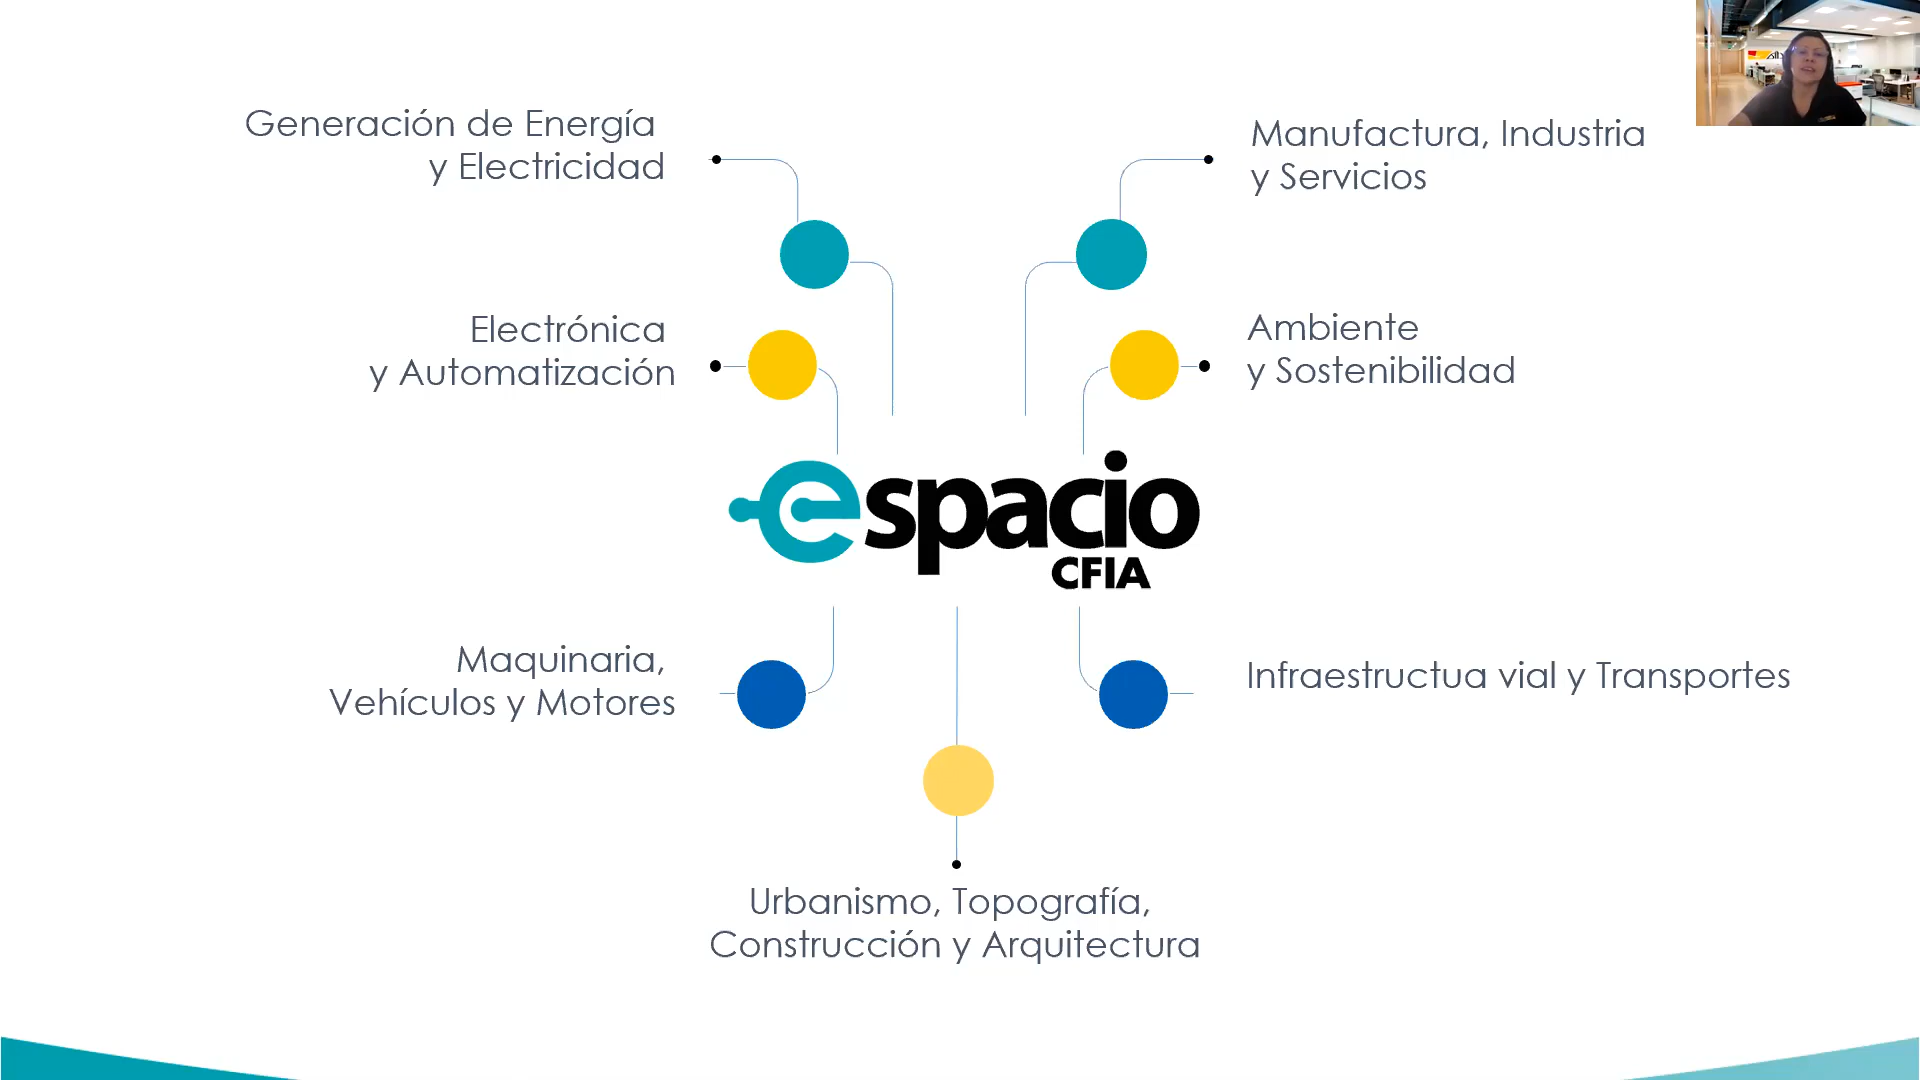 Generación de Energía
y Electricidad
Manufactura, Industria
y Servicios
Electrónica
y Automatización
Ambiente
y Sostenibilidad
espacio
CFIA
Maquinaria,
Vehículos y Motores
Infraestructua vial y Transportes
Urbanismo, Topografía,
Construcción y Arquitectura